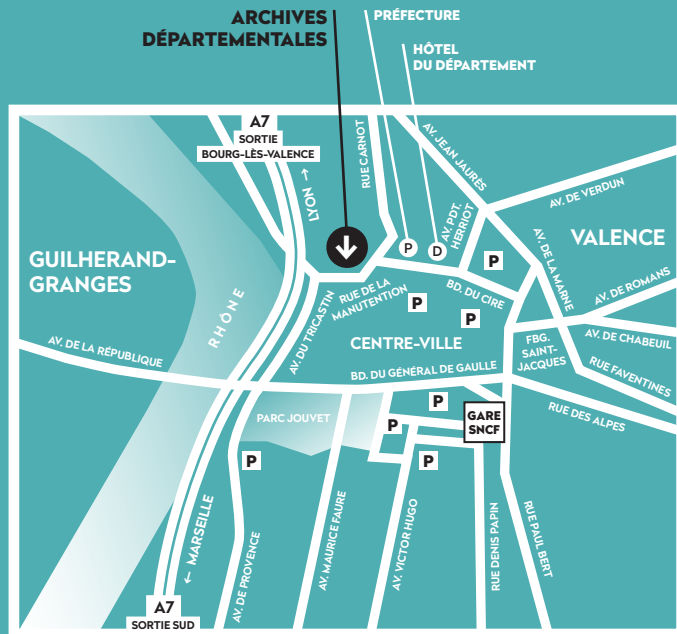 ARCHIVES
DÉPARTEMENTALES
PRÉFECTURE
HÔTEL
DU DÉPARTEMENT
A7
SORTIE
BOURG-LÈS-VALENCE
← LYON
RUE CARNOT
AV. JEAN JAURÈS
AV. PDT.
HERRIOT
AV. DE VERDUN
AV. DE LA MARNE
VALENCE
P
D
P
GUILHERAND-
GRANGES
RHÔNE
AV. DU TRICASTIN
RUE DE LA
MANUTENTION
P
BD. DU CIRE
P
AV. DE ROMANS
AV. DE CHABEUIL
CENTRE-VILLE
FBG.
SAINT-
JACQUES
RUE FAVENTINES
AV. DE LA RÉPUBLIQUE
BD. DU GÉNÉRAL DE GAULLE
RUE DES ALPES
PARC JOUVET
P
P
GARE
SNCF
P
P
← MARSEILLE
AV. DE PROVENCE
AV. MAURICE FAURE
AV. VICTOR HUGO
RUE DENIS PAPIN
RUE PAUL BERT
A7
SORTIE SUD